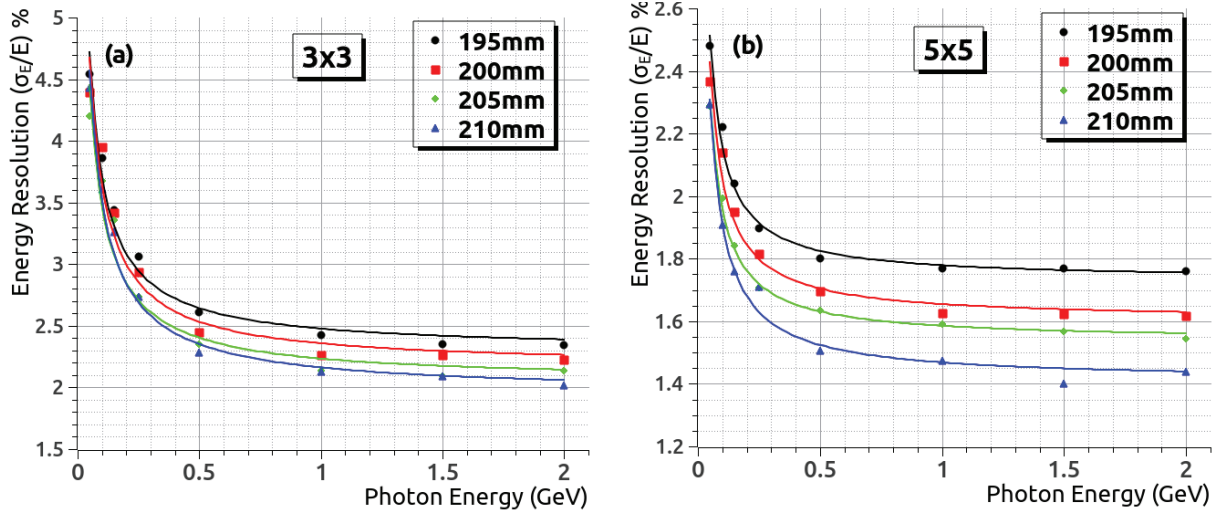 Energy Resolution (σE/E) %
5
4.5
4
3.5
3
2.5
2
1.5
(a)
3x3
195mm
200mm
205mm
210mm
0
0.5
1
1.5
2
Photon Energy (GeV)
Energy Resolution (σE/E) %
2.6
2.4
2.2
2
1.8
1.6
1.4
1.2
(b)
5x5
195mm
200mm
205mm
210mm
0
0.5
1
1.5
2
Photon Energy (GeV)